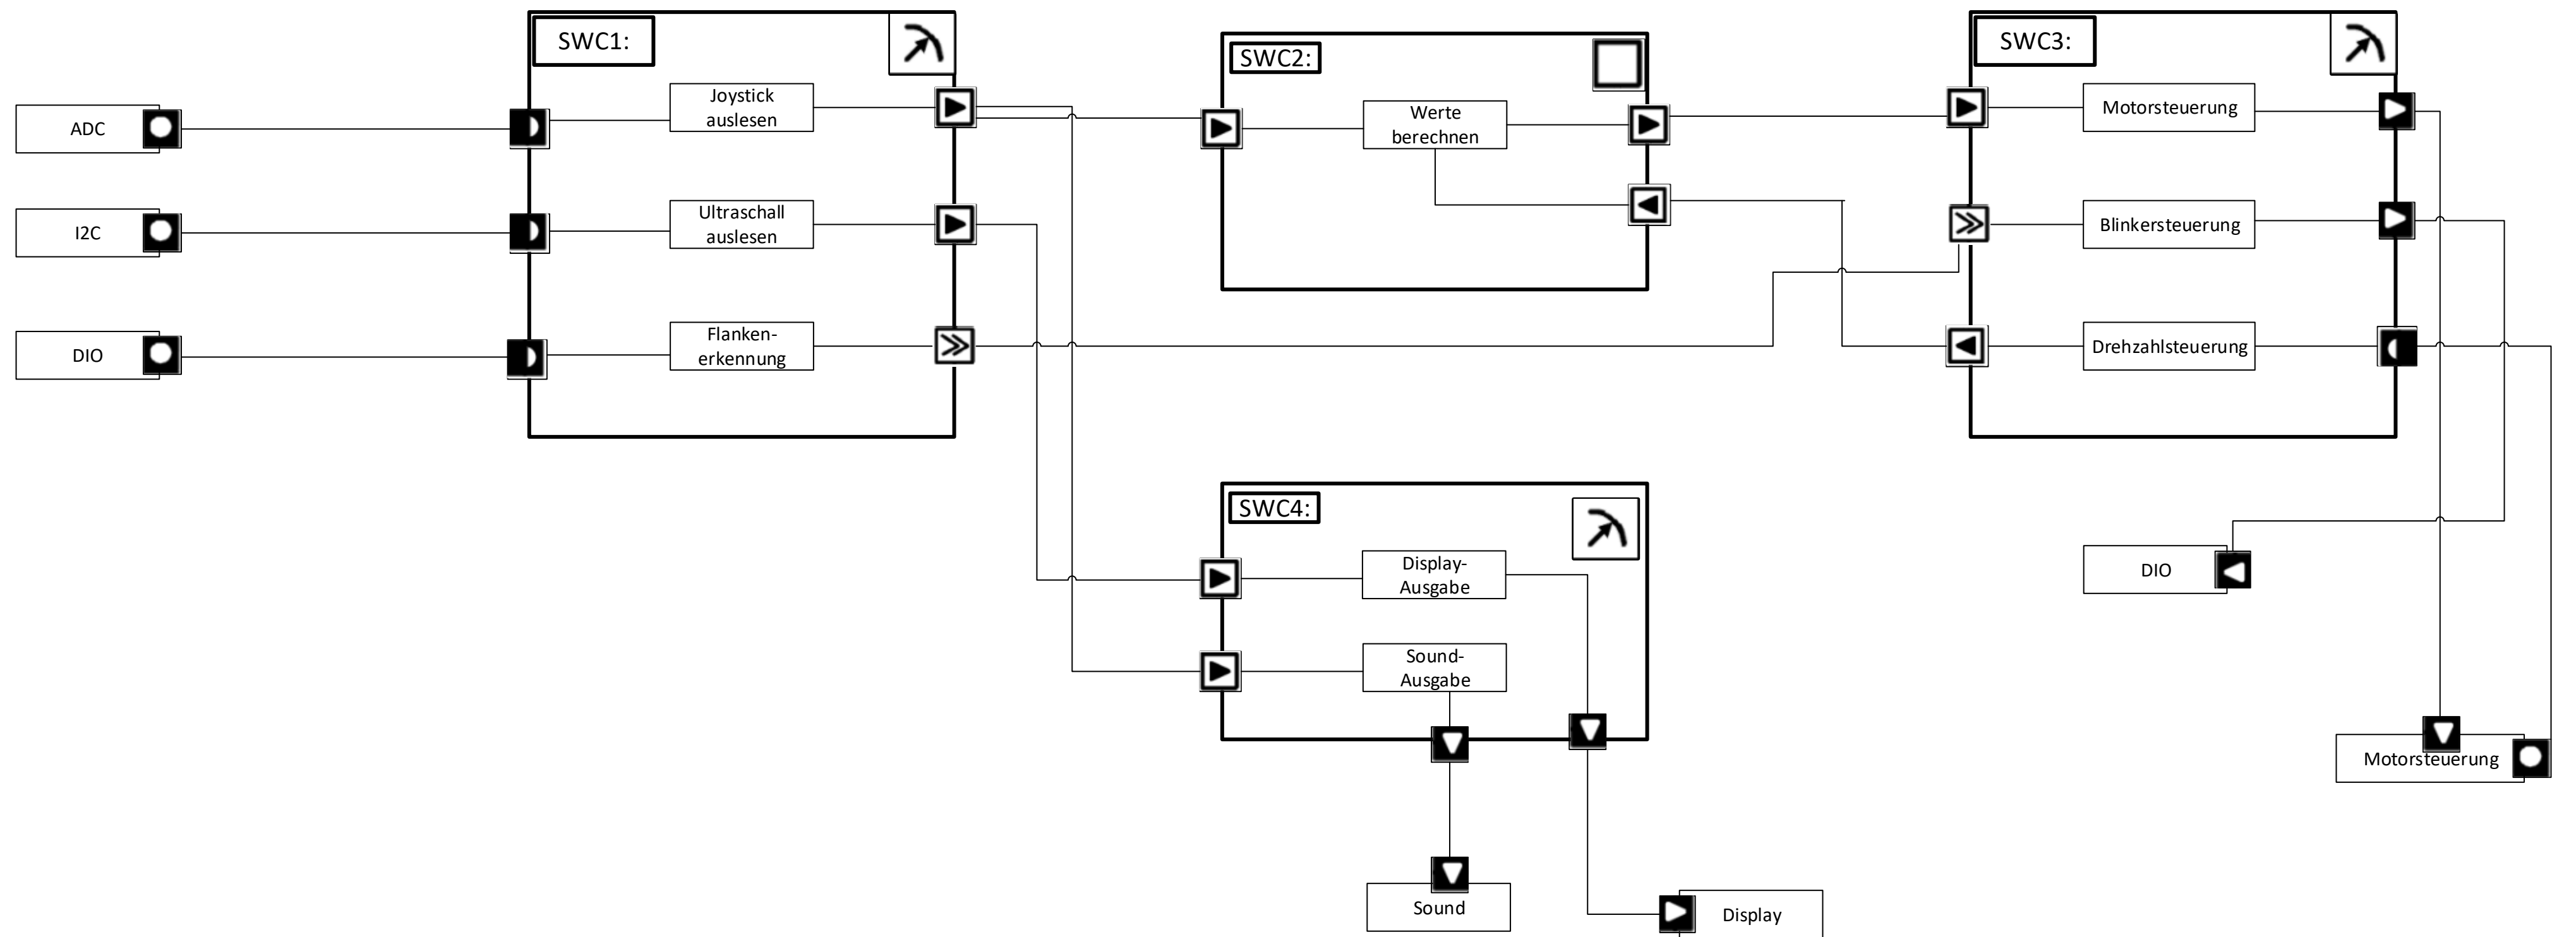 SWC1:
SWC2:
SWC3:
ADC
Joystick
auslesen
Werte
berechnen
Motorsteuerung
I2C
Ultraschall
auslesen
Blinkersteuerung
DIO
Flanken-
erkennung
Drehzahlsteuerung
SWC4:
Display-
Ausgabe
DIO
Sound-
Ausgabe
Motorsteuerung
Sound
Display